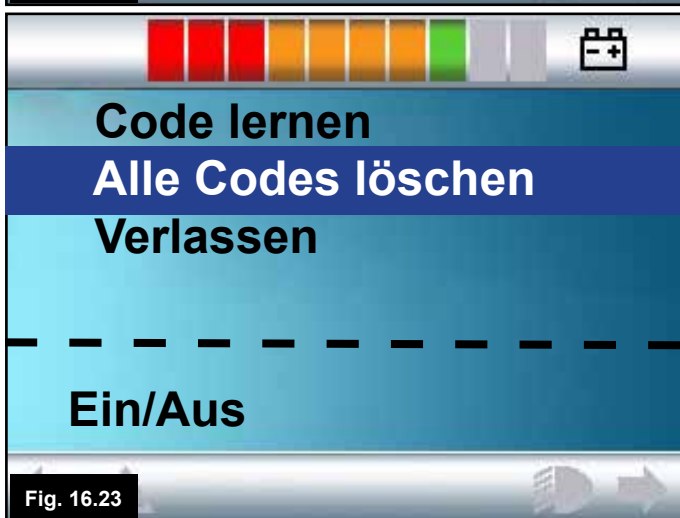 Code lernen
Alle Codes löschen
Verlassen
Ein/Aus
Fig. 16.23